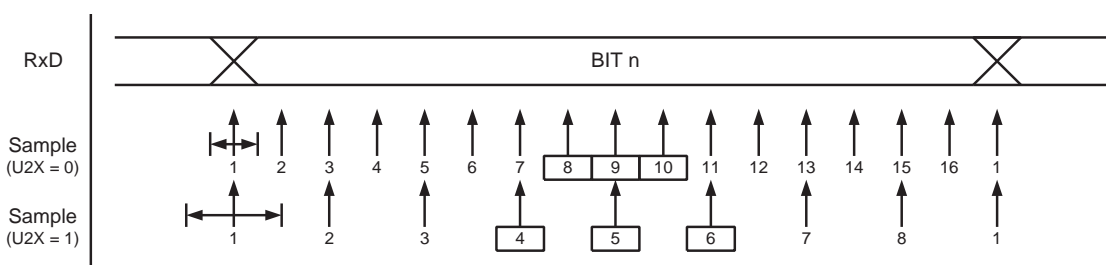 RxD BIT n
Sample
(U2X = 0) 1 2 3 4 5 6 7 8 9 10 11 12 13 14 15 16 1
Sample
(U2X = 1) 1 2 3 4 5 6 7 8 1